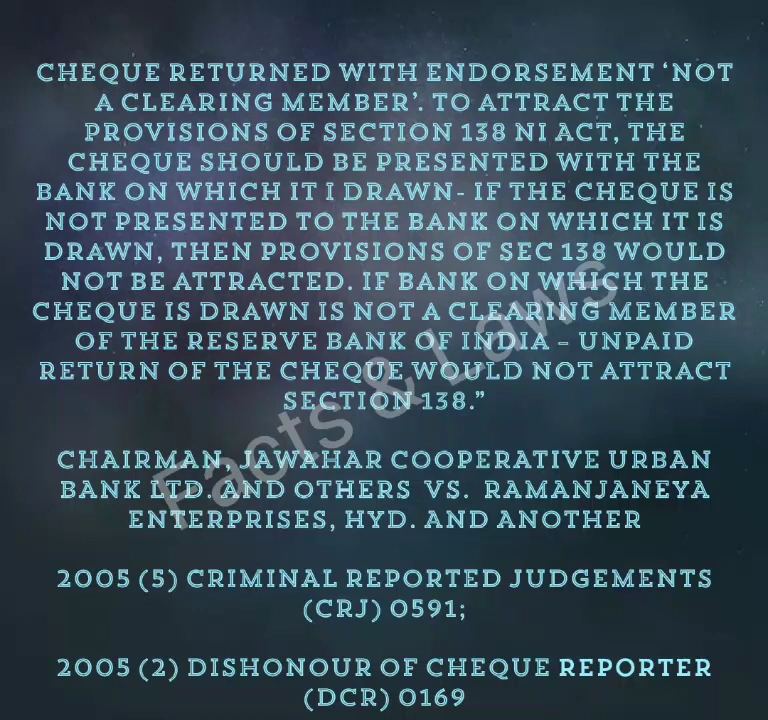 CHEQUE RETURNED WITH ENDORSEMENT ‘NOT
A CLEARING MEMBER’. TO ATTRACT THE
PROVISIONS OF SECTION 138 NI ACT, THE
CHEQUE SHOULD BE PRESENTED WITH THE
BANK ON WHICH IT I DRAWN- IF THE CHEQUE IS
NOT PRESENTED TO THE BANK ON WHICH IT IS
DRAWN, THEN PROVISIONS OF SEC 138 WOULD
NOT BE ATTRACTED. IF BANK ON WHICH THE
CHEQUE IS DRAWN IS NOT A CLEARING MEMBER
OF THE RESERVE BANK OF INDIA – UNPAID
RETURN OF THE CHEQUE WOULD NOT ATTRACT
SECTION 138.”
CHAIRMAN, JAWAHAR COOPERATIVE URBAN
BANK LTD. AND OTHERS VS. RAMANJANEYA
ENTERPRISES, HYD. AND ANOTHER
2005 (5) CRIMINAL REPORTED JUDGEMENTS
(CRJ) 0591;
2005 (2) DISHONOUR OF CHEQUE REPORTER
(DCR) 0169
Facts & Laws